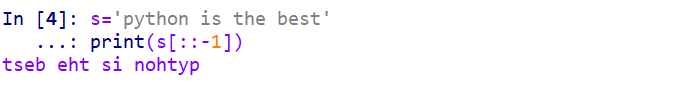 In [4]: s='python is the best'
...: print(s[::-1])
tseb eht si nohtyp